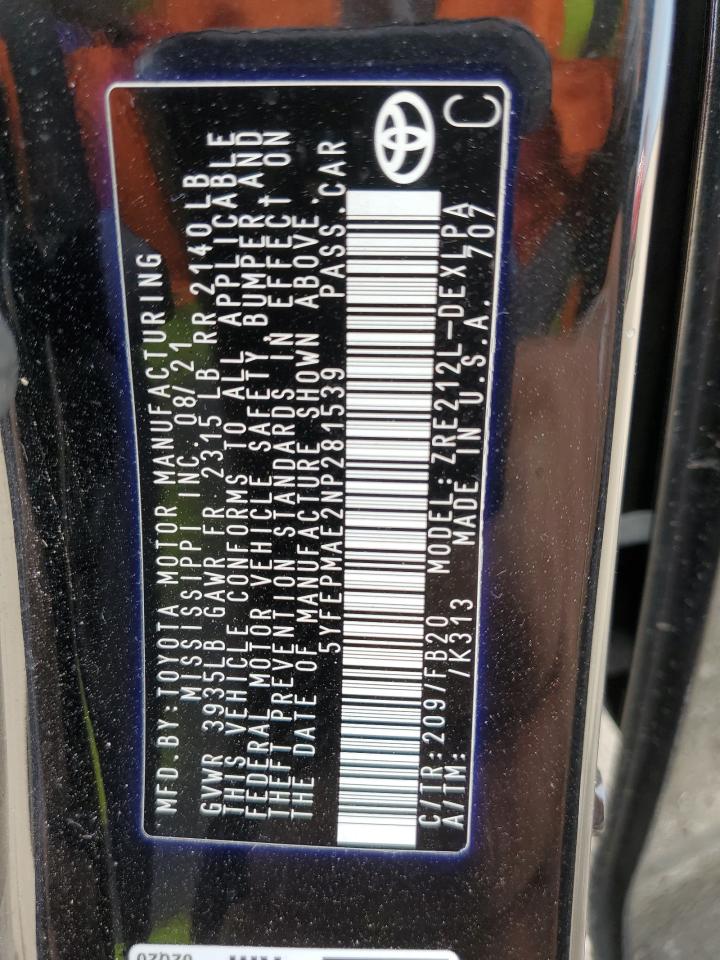 MFD.BY:TOYOTA MOTOR MANUFACTURING
MISSISSIPPI INC. 08/21
GVWR 3935LB GAWR FR 2315 LB RR 2140LB
THIS VEHICLE CONFORMS TO ALL APPLICABLE
FEDERAL MOTOR VEHICLE SAFETY BUMPER AND
THEFT PREVENTION STANDARDS IN EFFECT ON
THE DATE OF MANUFACTURE SHOWN ABOVE.
5YFEPMAE2NP281539 PASS.CAR
C/TR:209/FB20 MODEL:ZRE212L-DEXLPA
A/TM: /K313 MADE IN U.S.A. 707
C